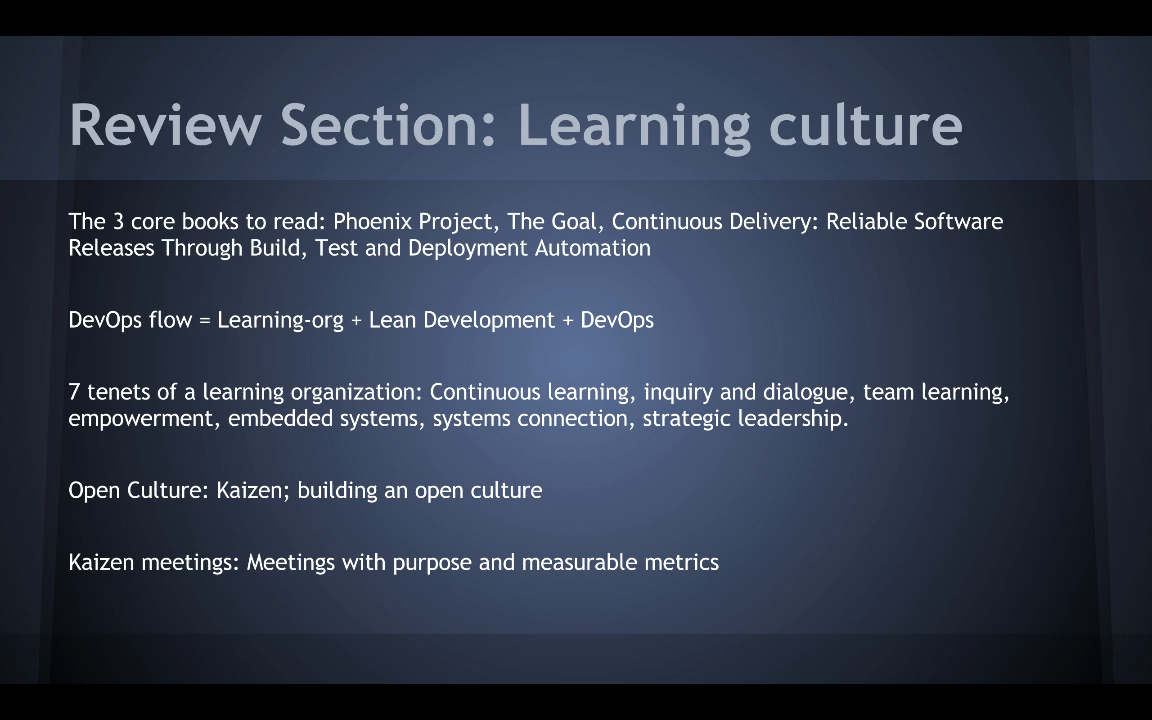 Review Section: Learning culture
The 3 core books to read: Phoenix Project, The Goal, Continuous Delivery: Reliable Software
Releases Through Build, Test and Deployment Automation
DevOps flow = Learning-org + Lean Development + DevOps
7 tenets of a learning organization: Continuous learning, inquiry and dialogue, team learning,
empowerment, embedded systems, systems connection, strategic leadership.
Open Culture: Kaizen; building an open culture
Kaizen meetings: Meetings with purpose and measurable metrics